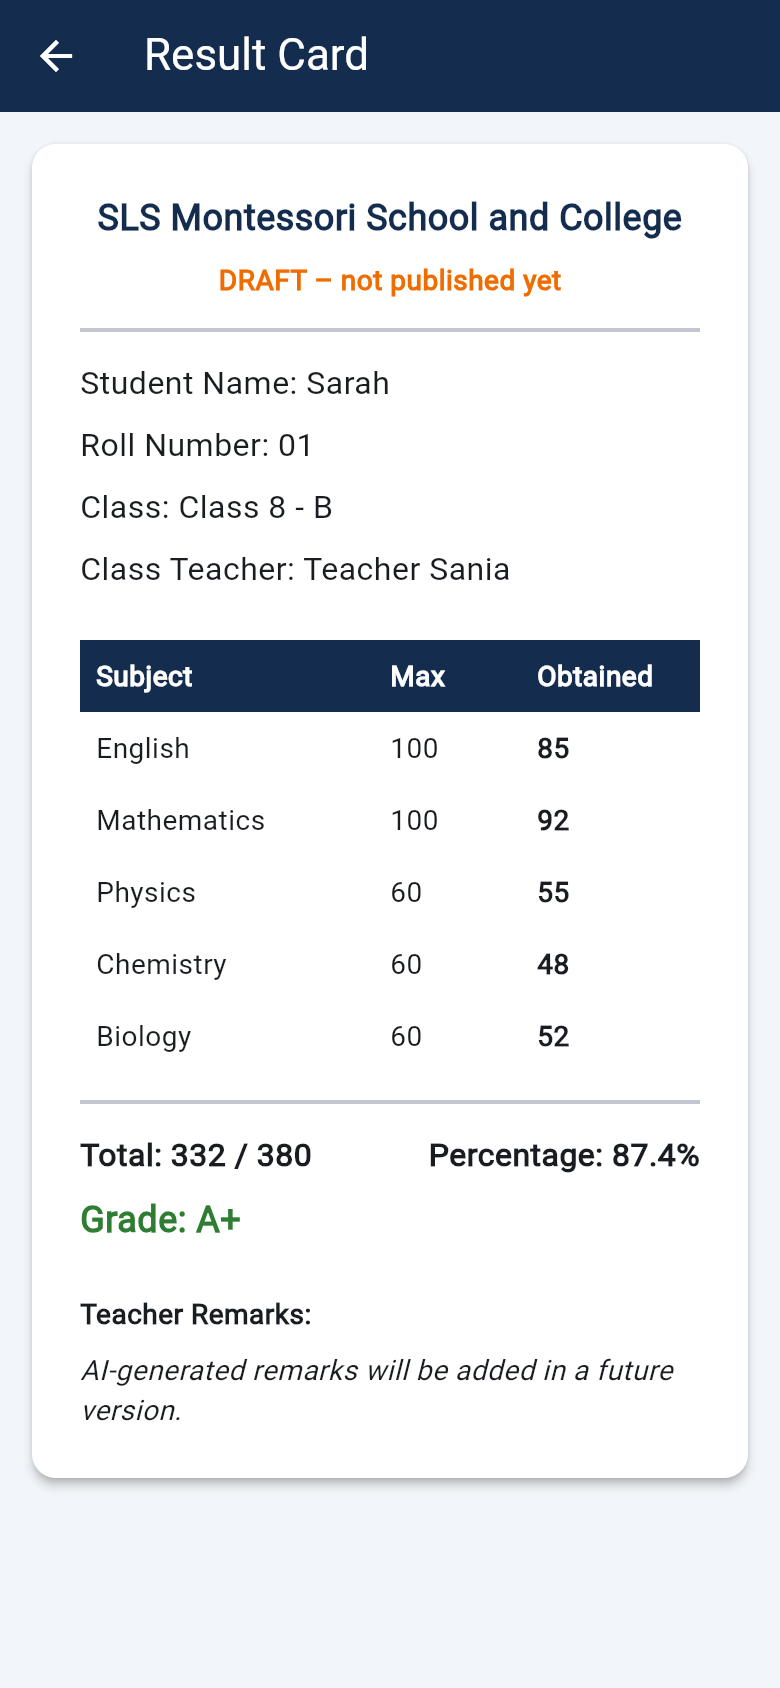 Result Card
SLS Montessori School and College
DRAFT – not published yet
Student Name: Sarah
Roll Number: 01
Class: Class 8 - B
Class Teacher: Teacher Sania
Subject Max Obtained
English 100 85
Mathematics 100 92
Physics 60 55
Chemistry 60 48
Biology 60 52
Total: 332 / 380 Percentage: 87.4%
Grade: A+
Teacher Remarks:
AI-generated remarks will be added in a future
version.